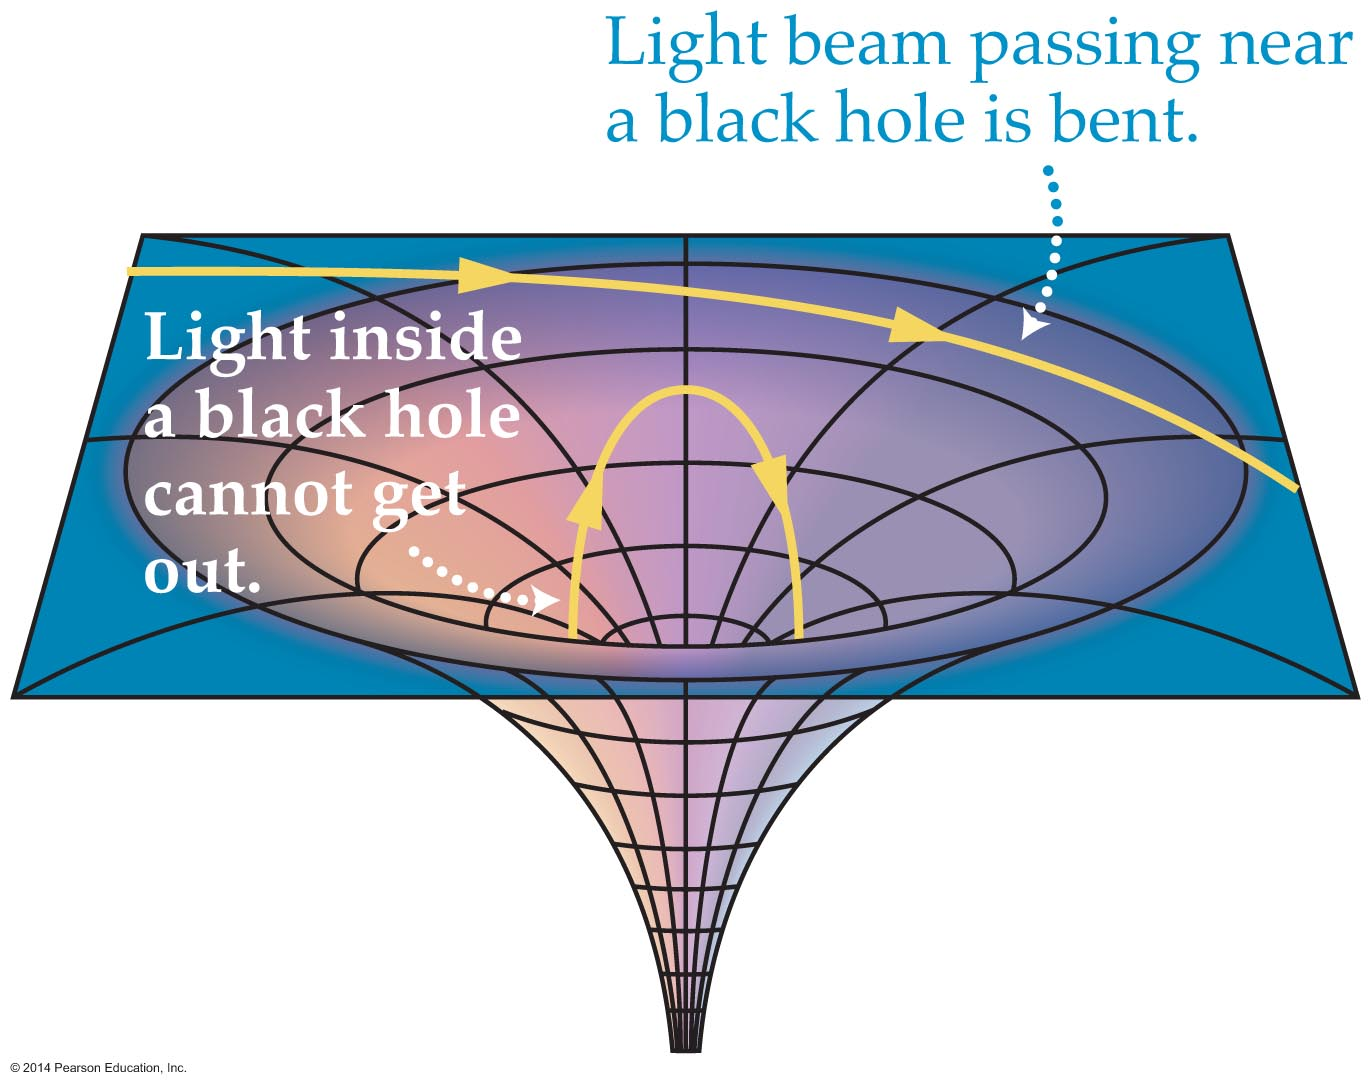 Light beam passing near
a black hole is bent.
Light inside
a black hole
cannot get
out.
© 2014 Pearson Education, Inc.